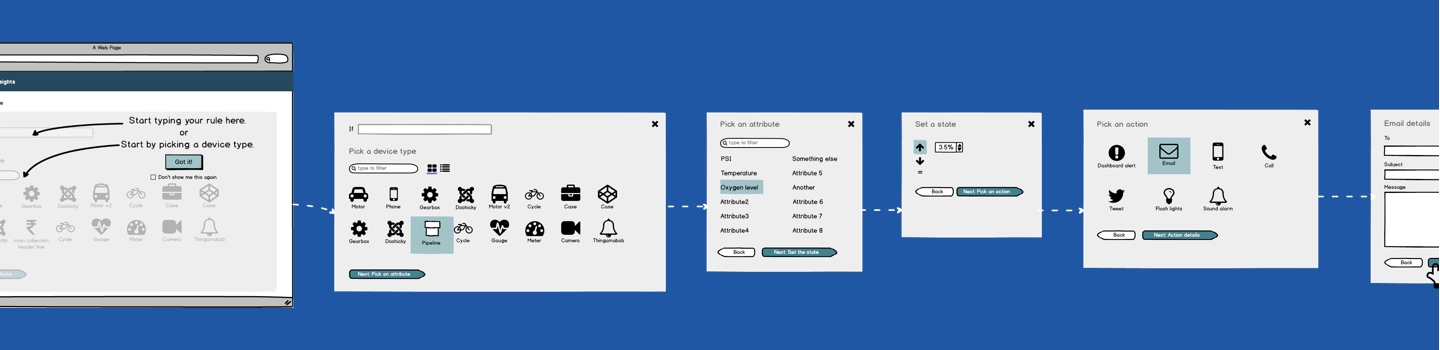 A Web Page
sights
o
Start typing your rule here.
or
Start by picking a device type.
Got it!
Don't show me this again.
Gearbox Doohicky Motor v2 Cycle Case Case
main collection header line Cycle Gauge Meter Camera Thingamabob
If
Pick a device type
type to filter
Motor Phone Gearbox Doohicky Motor v2 Cycle Case Case
Gearbox Doohicky Pipeline Cycle Gauge Meter Camera Thingamabob
Next: Pick an attribute
Pick an attribute
type to filter
PSI Something else
Temperature Attribute 5
Oxygen level Another
Attribute2 Attribute 6
Attribute3 Attribute 7
Attribute4 Attribute 8
Back Next: Set the state
Set a state
3.5%
=
Back Next: Pick an action
Pick an action
Dashboard alert Email Text Call
Tweet Flash lights Sound alarm
Back Next: Action details
Email details
To
Subject
Message
Back